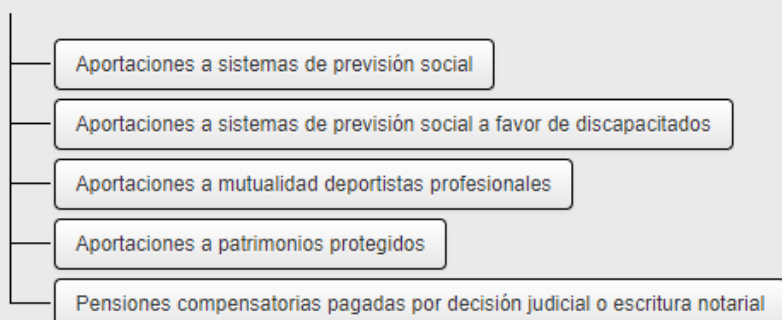 Aportaciones a sistemas de previsión social
Aportaciones a sistemas de previsión social a favor de discapacitados
Aportaciones a mutualidad deportistas profesionales
Aportaciones a patrimonios protegidos
Pensiones compensatorias pagadas por decisión judicial o escritura notarial